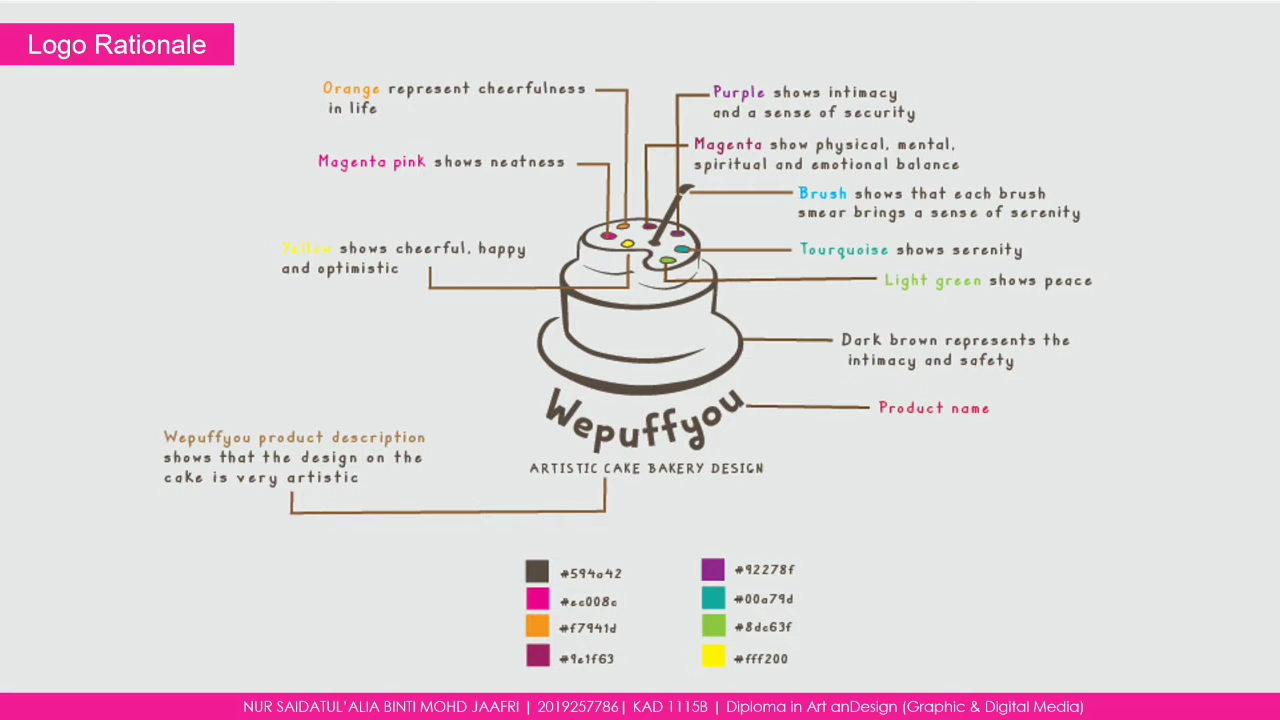 Logo Rationale
Orange represent cheerfulness
in life
Purple shows intimacy
and a sense of security
Magenta show physical, mental,
spiritual and emotional balance
Magenta pink shows neatness
Brush shows that each brush
smear brings a sense of serenity
Yellow shows cheerful, happy
and optimistic
Tourquoise shows serenity
Light green shows peace
Dark brown represents the
intimacy and safety
Wepuffyou
Product name
Wepuffyou product description
shows that the design on the
cake is very artistic
ARTISTIC CAKE BAKERY DESIGN
#594a42
#ec008c
#f7941d
#9e1f63
#92278f
#00a79d
#8dc63f
#fff200
NUR SAIDATUL'ALIA BINTI MOHD JAAFRI | 2019257786| KAD 1115B | Diploma in Art anDesign (Graphic & Digital Media)